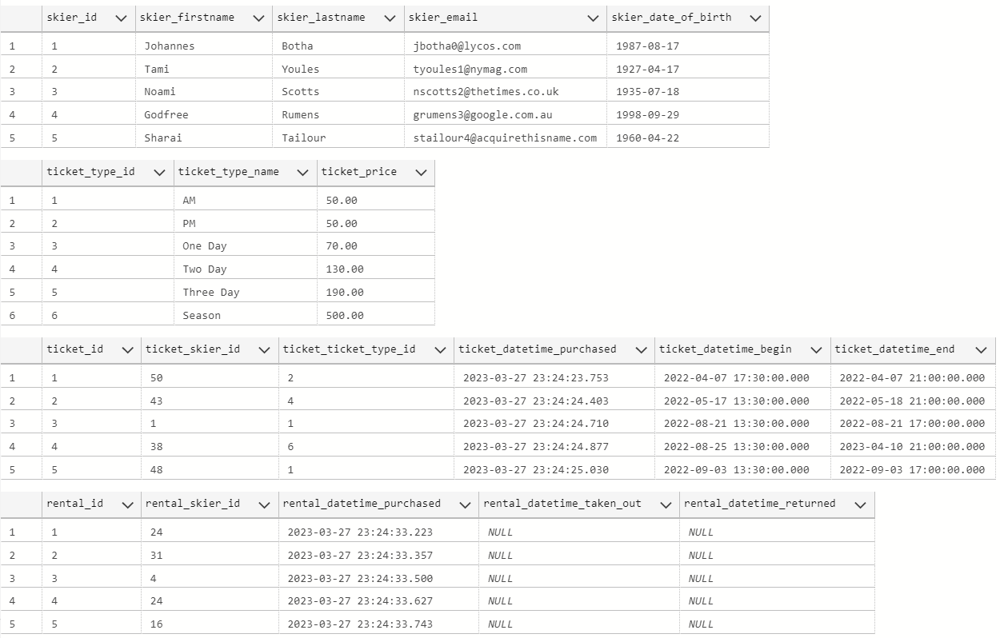 skier_id skier_firstname skier_lastname skier_email skier_date_of_birth
1 1 Johannes Botha jbotha0@lycos.com 1987-08-17
2 2 Tami Youles tyoules1@nymag.com 1927-04-17
3 3 Noami Scotts nscotts2@thetimes.co.uk 1935-07-18
4 4 Godfree Rumens grumens3@google.com.au 1998-09-29
5 5 Sharai Tailour stailour4@acquirethisname.com 1960-04-22
ticket_type_id ticket_type_name ticket_price
1 1 AM 50.00
2 2 PM 50.00
3 3 One Day 70.00
4 4 Two Day 130.00
5 5 Three Day 190.00
6 6 Season 500.00
ticket_id ticket_skier_id ticket_ticket_type_id ticket_datetime_purchased ticket_datetime_begin ticket_datetime_end
1 1 50 2 2023-03-27 23:24:23.753 2022-04-07 17:30:00.000 2022-04-07 21:00:00.000
2 2 43 4 2023-03-27 23:24:24.403 2022-05-17 13:30:00.000 2022-05-18 21:00:00.000
3 3 1 1 2023-03-27 23:24:24.710 2022-08-21 13:30:00.000 2022-08-21 17:00:00.000
4 4 38 6 2023-03-27 23:24:24.877 2022-08-25 13:30:00.000 2023-04-10 21:00:00.000
5 5 48 1 2023-03-27 23:24:25.030 2022-09-03 13:30:00.000 2022-09-03 17:00:00.000
rental_id rental_skier_id rental_datetime_purchased rental_datetime_taken_out rental_datetime_returned
1 1 24 2023-03-27 23:24:33.223 NULL NULL
2 2 31 2023-03-27 23:24:33.357 NULL NULL
3 3 4 2023-03-27 23:24:33.500 NULL NULL
4 4 24 2023-03-27 23:24:33.627 NULL NULL
5 5 16 2023-03-27 23:24:33.743 NULL NULL